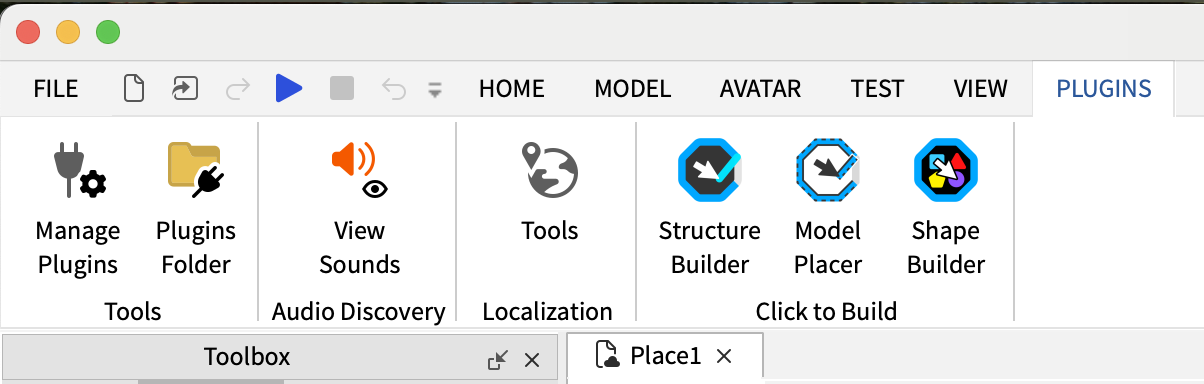 FILE HOME MODEL AVATAR TEST VIEW PLUGINS
Manage Plugins Folder
Plugins
View Sounds
Tools
Structure Builder
Model Placer
Shape Builder
Tools Audio Discovery Localization Click to Build
Toolbox Place1